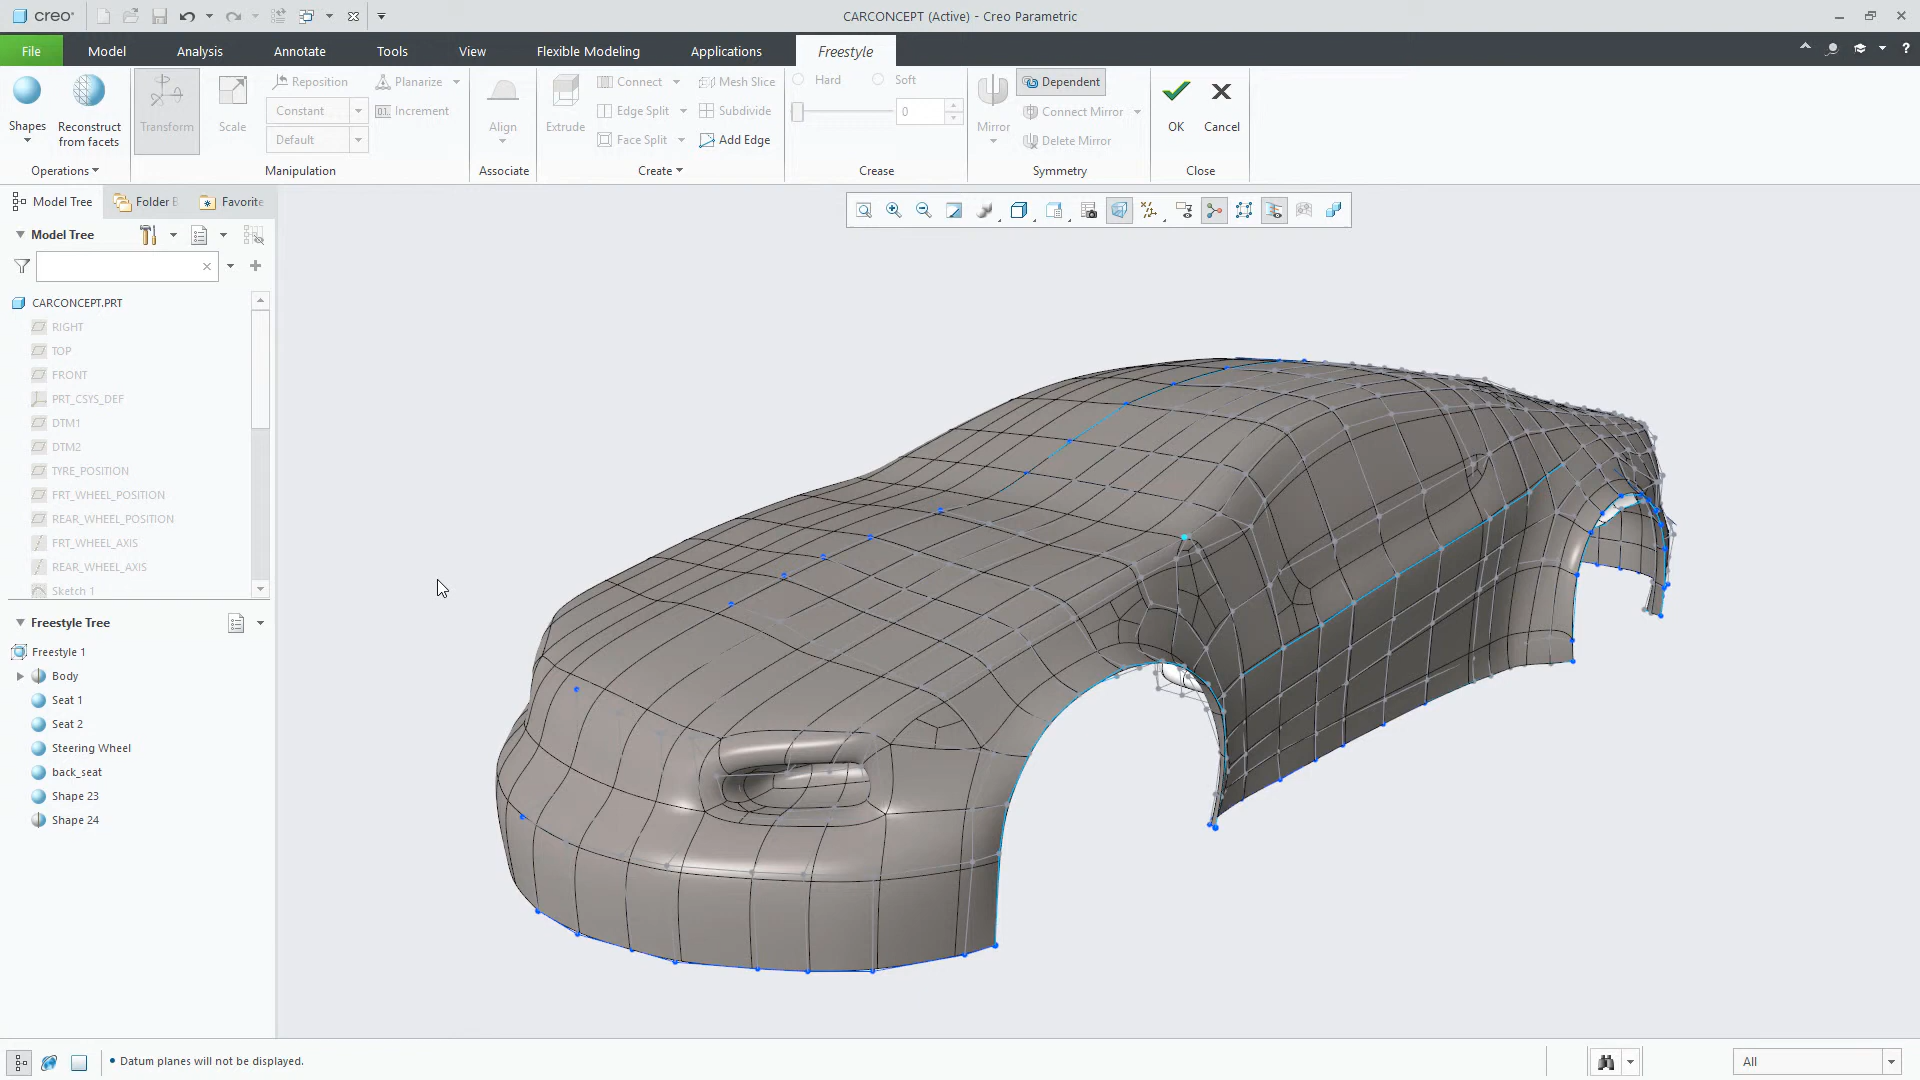 creo
CARCONCEPT (Active) - Creo Parametric
File
Model
Analysis
Annotate
Tools
View
Flexible Modeling
Applications
Freestyle
?
Shapes
Reconstruct
from facets
Operations
Transform
Scale
Reposition
Constant
Default
Planarize
Increment
Manipulation
Align
Associate
Extrude
Connect
Edge Split
Face Split
Mesh Slice
Subdivide
Add Edge
Create
Hard
Soft
0
Crease
Mirror
Dependent
Connect Mirror
Delete Mirror
Symmetry
OK
Cancel
Close
Model Tree
Folder
Favorite
Model Tree
CARCONCEPT.PRT
RIGHT
TOP
FRONT
PRT_CSYS_DEF
DTM1
DTM2
TYRE_POSITION
FRT_WHEEL_POSITION
REAR_WHEEL_POSITION
FRT_WHEEL_AXIS
REAR_WHEEL_AXIS
Sketch 1
Freestyle Tree
Freestyle 1
Body
Seat 1
Seat 2
Steering Wheel
back_seat
Shape 23
Shape 24
• Datum planes will not be displayed.
All